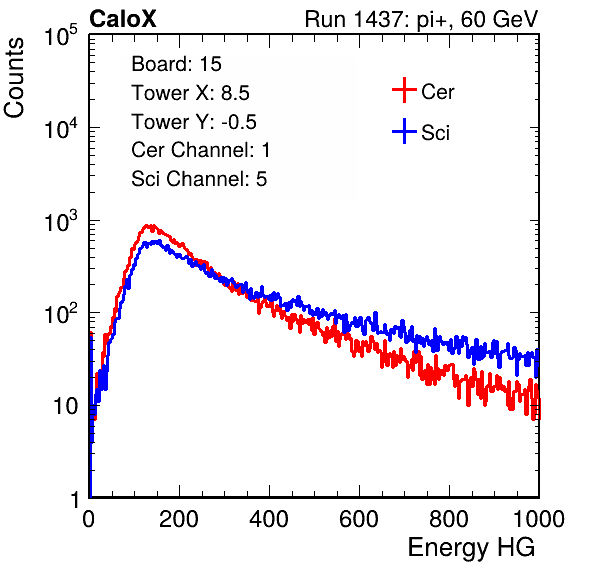 CaloX Run 1437: pi+, 60 GeV
Counts
Board: 15
Tower X: 8.5
Tower Y: -0.5
Cer Channel: 1
Sci Channel: 5
Cer
Sci
10^5
10^4
10^3
10^2
10
1
0 200 400 600 800 1000
Energy HG